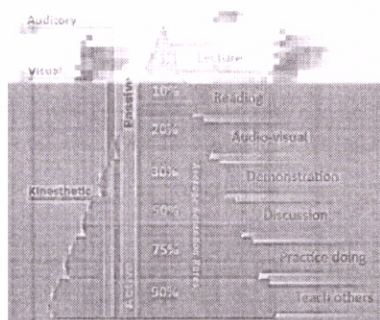 Auditory
Lecture
Visual
Passive
10%
Reading
20%
Audio-visual
30%
Demonstration
Kinesthetic
50%
Discussion
75%
Practice doing
Active
90%
Teach others